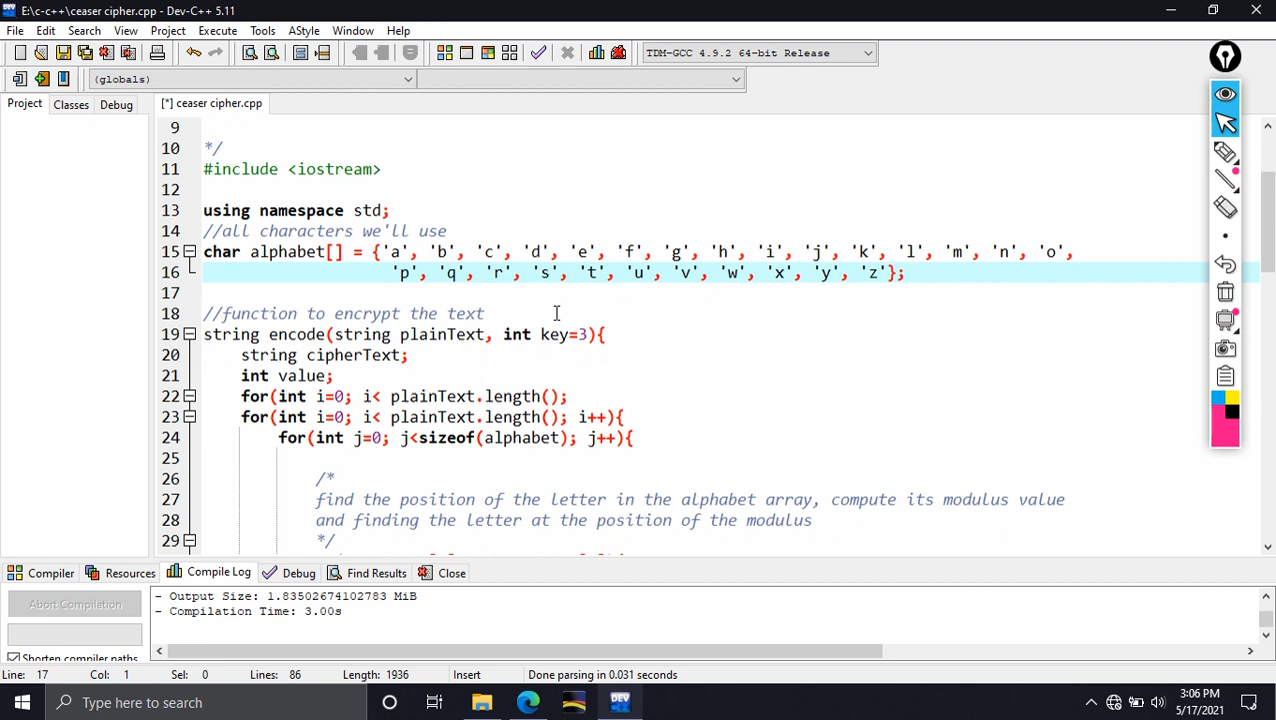 E:\c-c++\ceaser cipher.cpp - Dev-C++ 5.11
File Edit Search View Project Execute Tools AStyle Window Help
TDM-GCC 4.9.2 64-bit Release
(globals)
Project Classes Debug [*] ceaser cipher.cpp
9
10 */
11 #include <iostream>
12
13 using namespace std;
14 //all characters we'll use
15 char alphabet[] = {'a', 'b', 'c', 'd', 'e', 'f', 'g', 'h', 'i', 'j', 'k', 'l', 'm', 'n', 'o',
16 'p', 'q', 'r', 's', 't', 'u', 'v', 'w', 'x', 'y', 'z'};
17
18 //function to encrypt the text
19 string encode(string plainText, int key=3){
20 string cipherText;
21 int value;
22 for(int i=0; i< plainText.length();
23 for(int i=0; i< plainText.length(); i++){
24 for(int j=0; j<sizeof(alphabet); j++){
25
26 /*
27 find the position of the letter in the alphabet array, compute its modulus value
28 and finding the letter at the position of the modulus
29 */
Compiler Resources Compile Log Debug Find Results Close
Abort Compilation
- Output Size: 1.83502674102783 MiB
- Compilation Time: 3.00s
Shorten compiler paths
Line: 17 Col: 1 Sel: 0 Lines: 86 Length: 1936 Insert Done parsing in 0.031 seconds
Type here to search
3:06 PM
5/17/2021